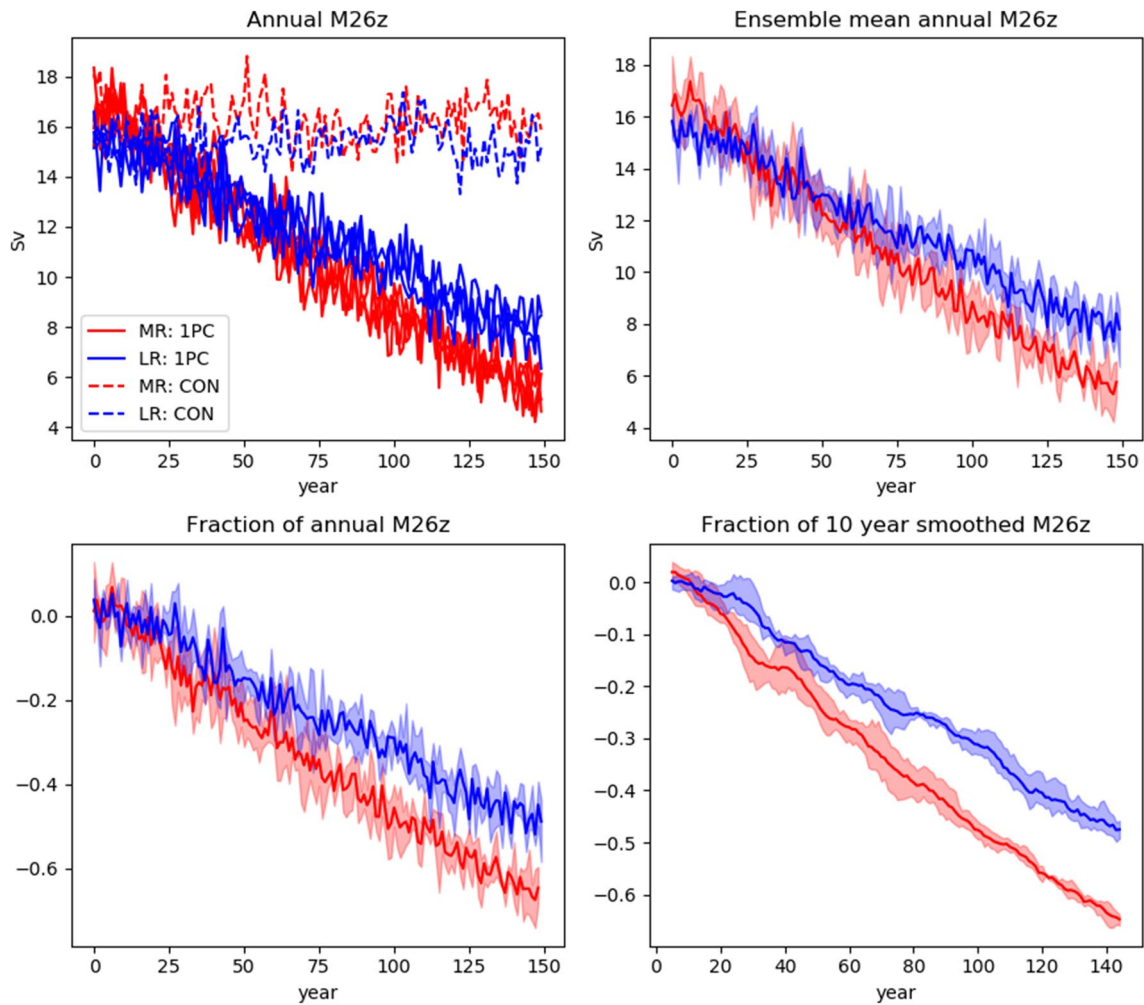 Annual M26z
18
16
14
12
10
8
6
4
Sv
MR: 1PC
LR: 1PC
MR: CON
LR: CON
0 25 50 75 100 125 150
year
Ensemble mean annual M26z
18
16
14
12
10
8
6
4
Sv
0 25 50 75 100 125 150
year
Fraction of annual M26z
0.0
−0.2
−0.4
−0.6
0 25 50 75 100 125 150
year
Fraction of 10 year smoothed M26z
0.0
−0.1
−0.2
−0.3
−0.4
−0.5
−0.6
0 20 40 60 80 100 120 140
year